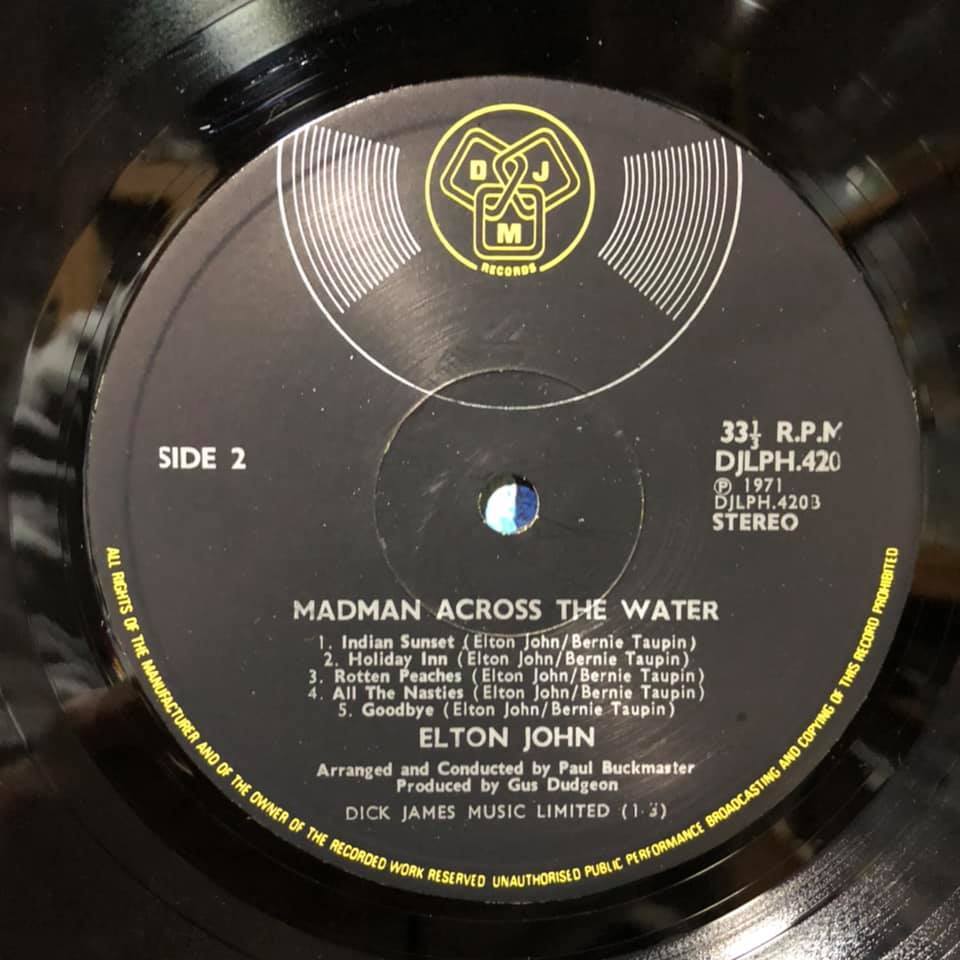 D J
M
RECORDS
SIDE 2
33⅓ R.P.M
DJLPH.420
℗ 1971
DJLPH.420B
STEREO
MADMAN ACROSS THE WATER
1. Indian Sunset (Elton John/Bernie Taupin)
2. Holiday Inn (Elton John/Bernie Taupin)
3. Rotten Peaches (Elton John/Bernie Taupin)
4. All The Nasties (Elton John/Bernie Taupin)
5. Goodbye (Elton John/Bernie Taupin)
ELTON JOHN
Arranged and Conducted by Paul Buckmaster
Produced by Gus Dudgeon
DICK JAMES MUSIC LIMITED (1-3)
ALL RIGHTS OF THE MANUFACTURER AND OF THE OWNER OF THE RECORDED WORK RESERVED UNAUTHORISED PUBLIC PERFORMANCE BROADCASTING AND COPYING OF THIS RECORD PROHIBITED